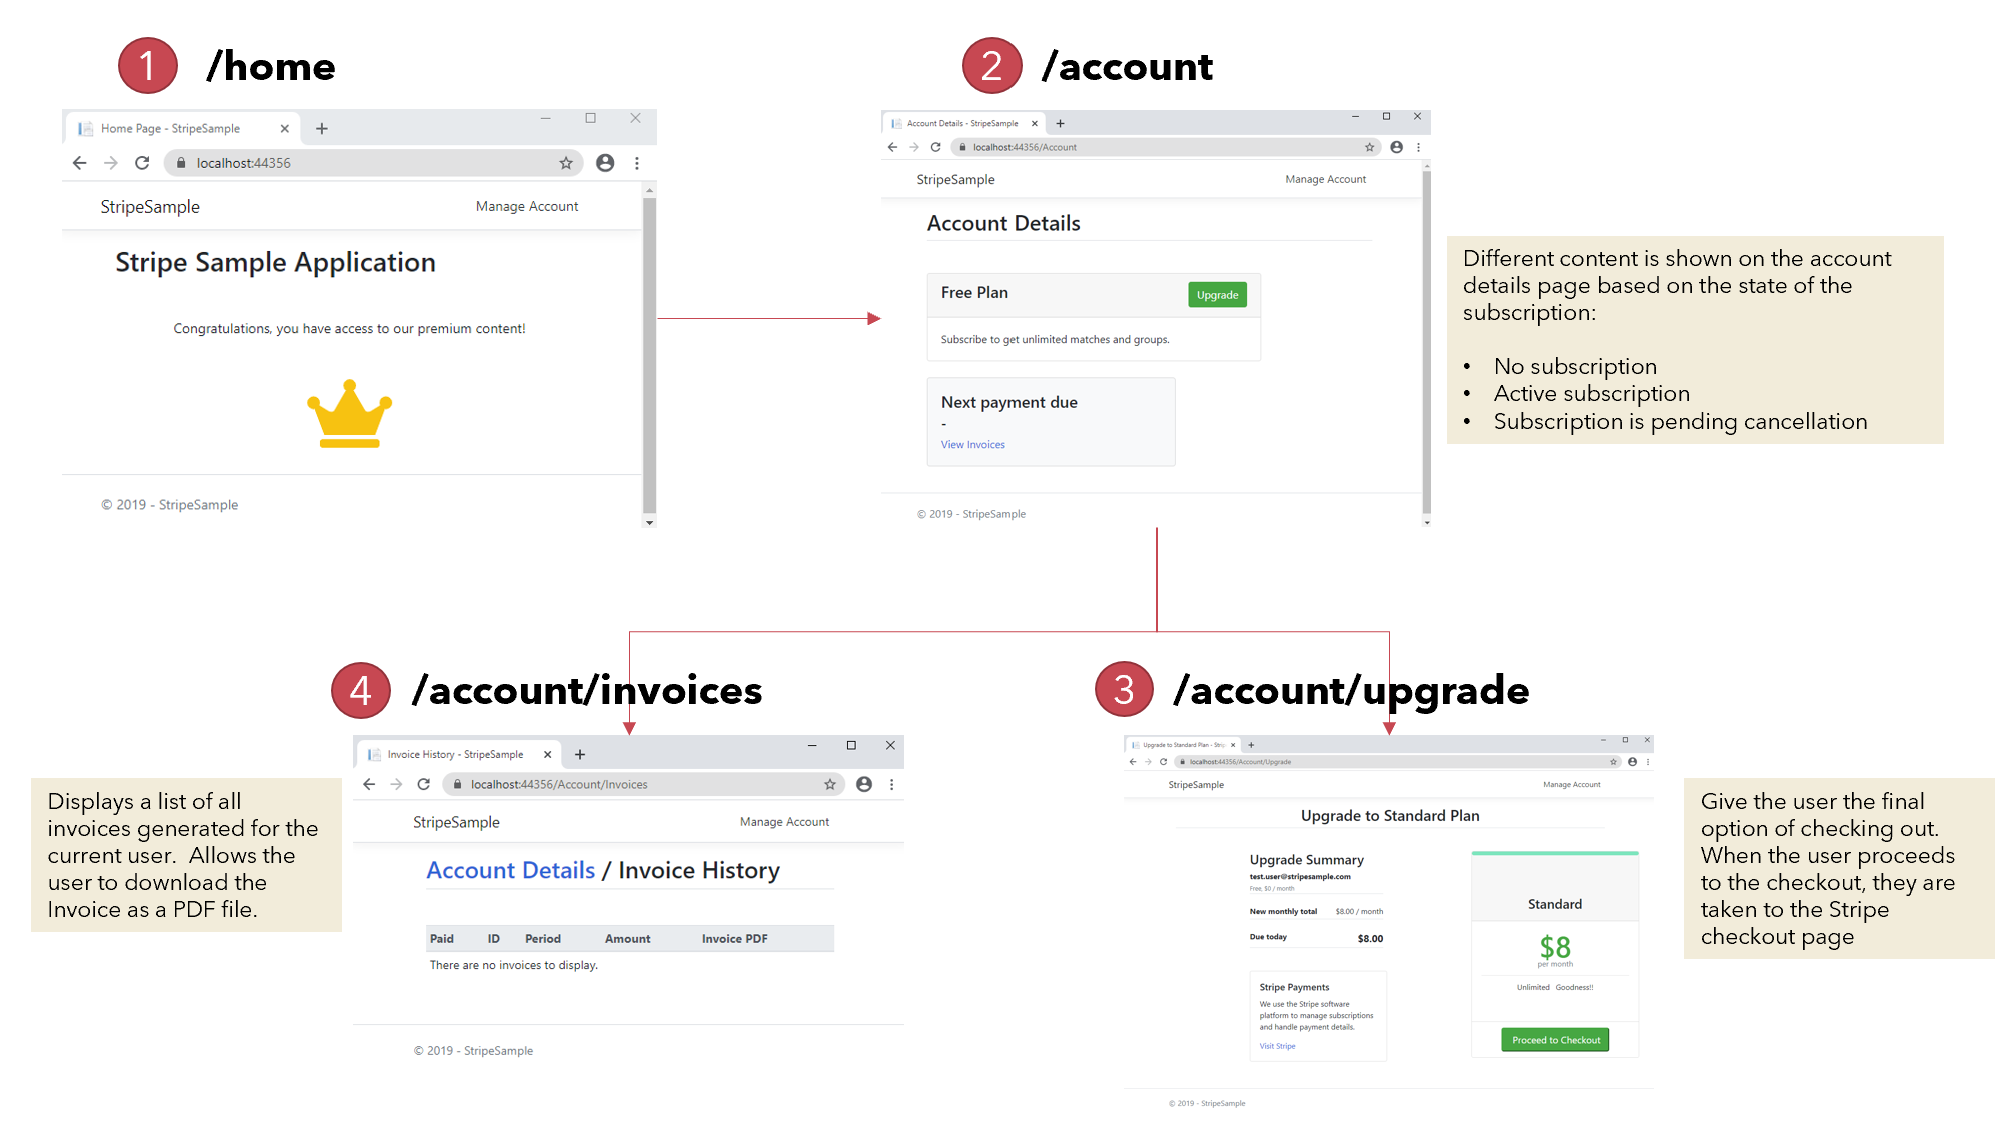 1 /home
Home Page - StripeSample
localhost:44356
StripeSample Manage Account
Stripe Sample Application
Congratulations, you have access to our premium content!
© 2019 - StripeSample
2 /account
Account Details - StripeSample
localhost:44356/Account
StripeSample Manage Account
Account Details
Free Plan Upgrade
Subscribe to get unlimited matches and groups.
Next payment due
-
View Invoices
© 2019 - StripeSample
Different content is shown on the account
details page based on the state of the
subscription:
• No subscription
• Active subscription
• Subscription is pending cancellation
4 /account/invoices
Invoice History - StripeSample
localhost:44356/Account/Invoices
StripeSample Manage Account
Account Details / Invoice History
Paid ID Period Amount Invoice PDF
There are no invoices to display.
© 2019 - StripeSample
Displays a list of all
invoices generated for the
current user. Allows the
user to download the
Invoice as a PDF file.
3 /account/upgrade
Upgrade to Standard Plan - Strip
localhost:44356/Account/Upgrade
StripeSample Manage Account
Upgrade to Standard Plan
Upgrade Summary
test.user@stripesample.com
Free, $0 / month
New monthly total $8.00 / month
Due today $8.00
Stripe Payments
We use the Stripe software
platform to manage subscriptions
and handle payment details.
Visit Stripe
Standard
$8
per month
Unlimited Goodness!!
Proceed to Checkout
© 2019 - StripeSample
Give the user the final
option of checking out.
When the user proceeds
to the checkout, they are
taken to the Stripe
checkout page